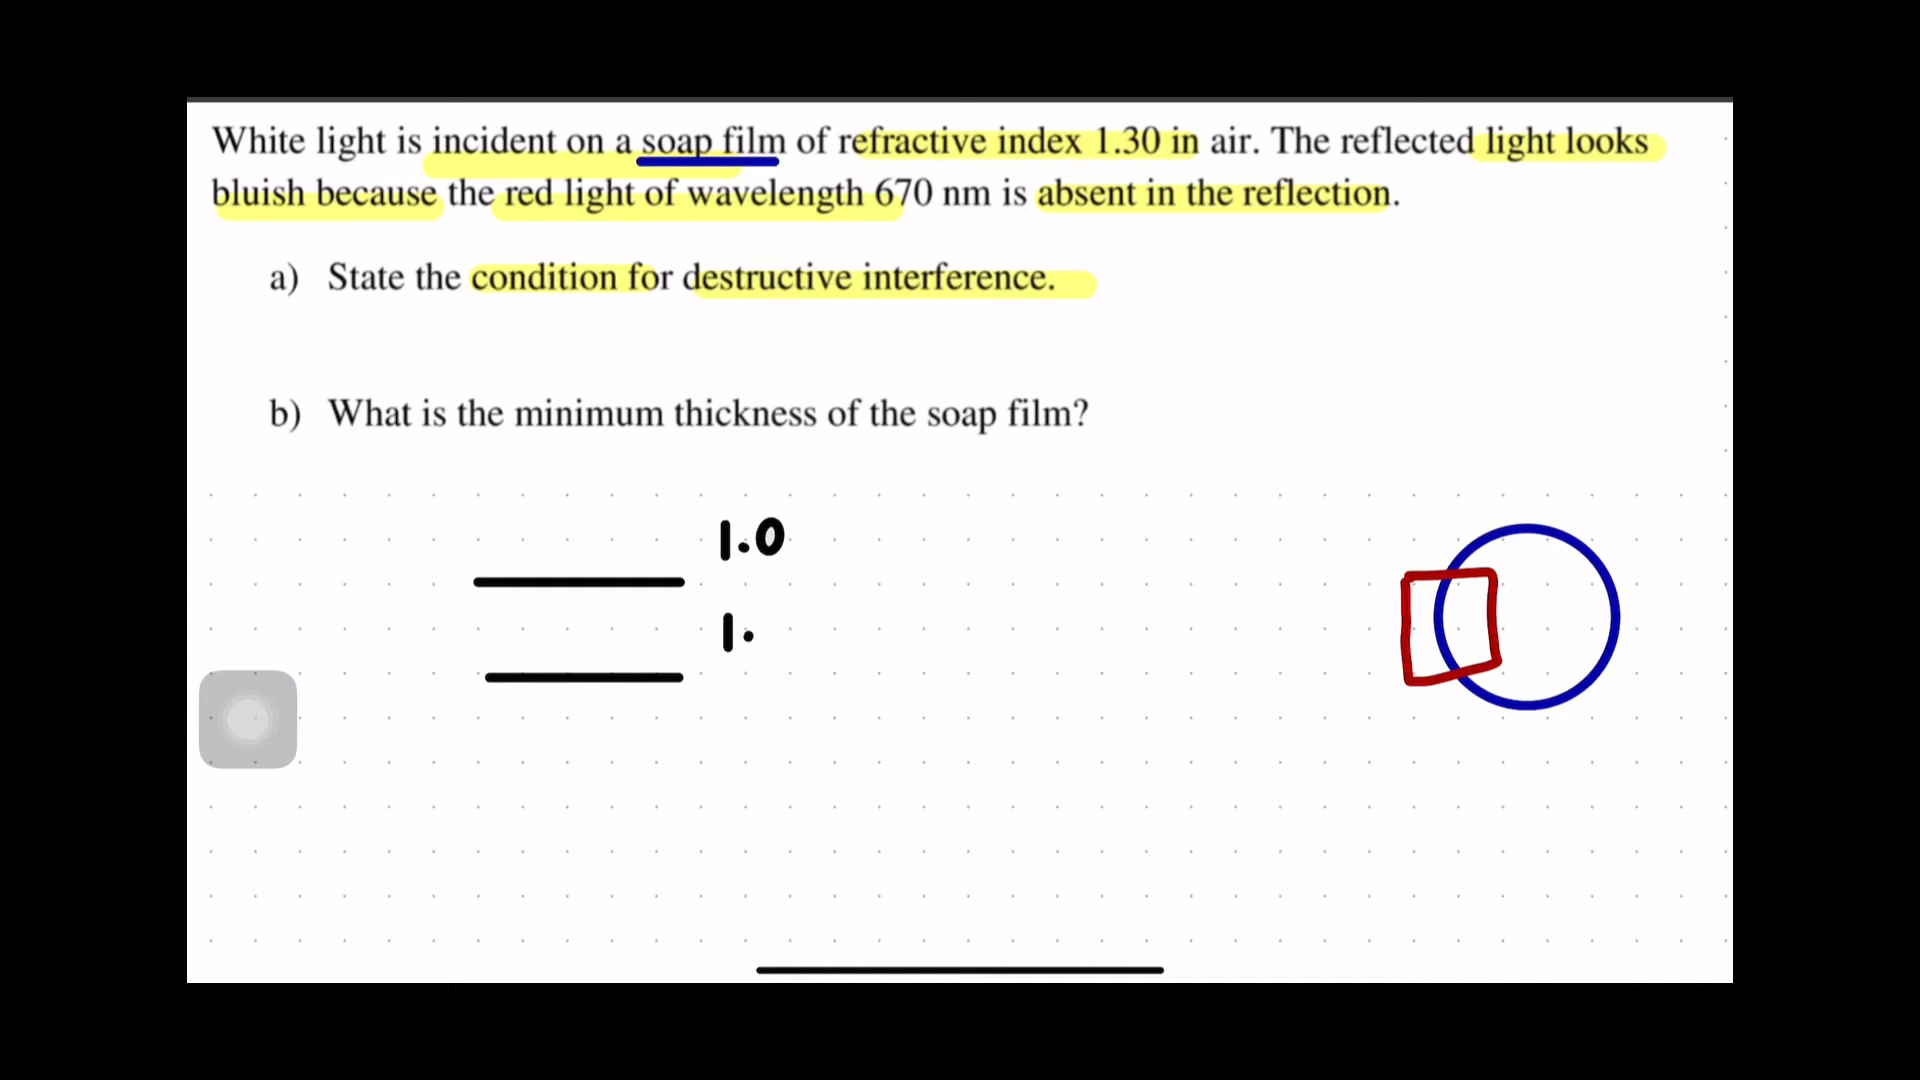 White light is incident on a soap film of refractive index 1.30 in air. The reflected light looks
bluish because the red light of wavelength 670 nm is absent in the reflection.
a) State the condition for destructive interference.
b) What is the minimum thickness of the soap film?
1.0
1.